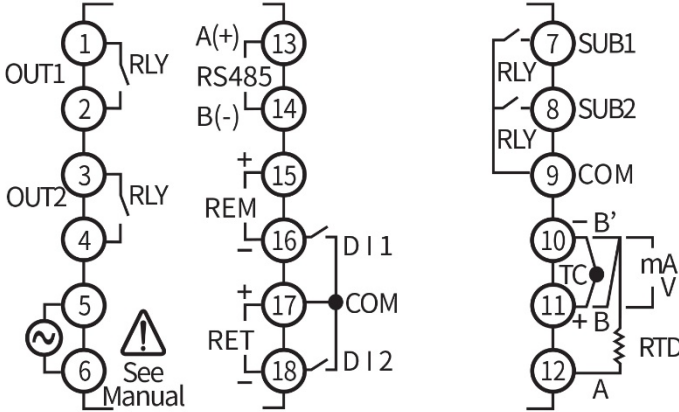 1
OUT1
RLY
2
3
OUT2
RLY
4
5
6
See
Manual
A(+)
13
RS485
B(-)
14
+
15
REM
−
16
DI1
+
17
COM
RET
−
18
DI2
7
SUB1
RLY
8
SUB2
RLY
9
COM
10
− B'
TC
mA
V
11
+ B
RTD
12
A